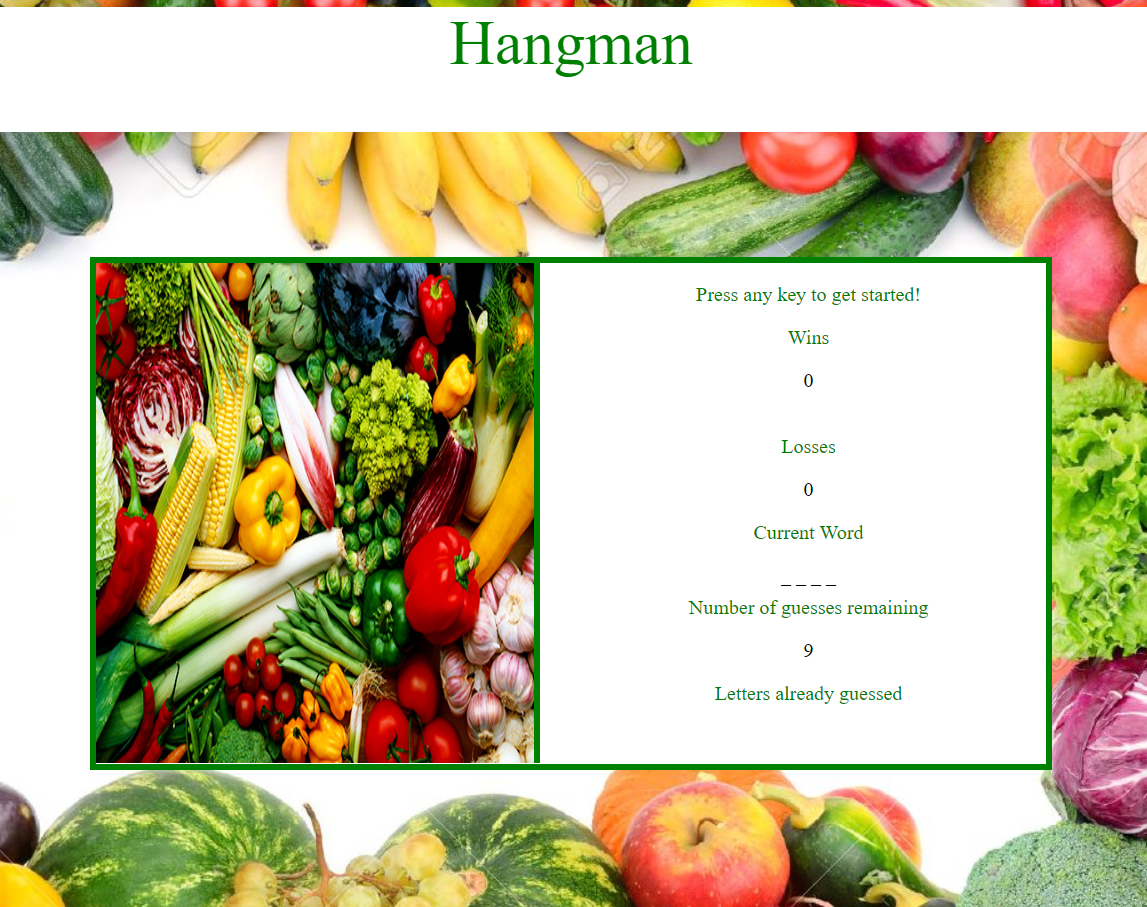 Hangman
Press any key to get started!
Wins
0
Losses
0
Current Word
_ _ _ _
Number of guesses remaining
9
Letters already guessed